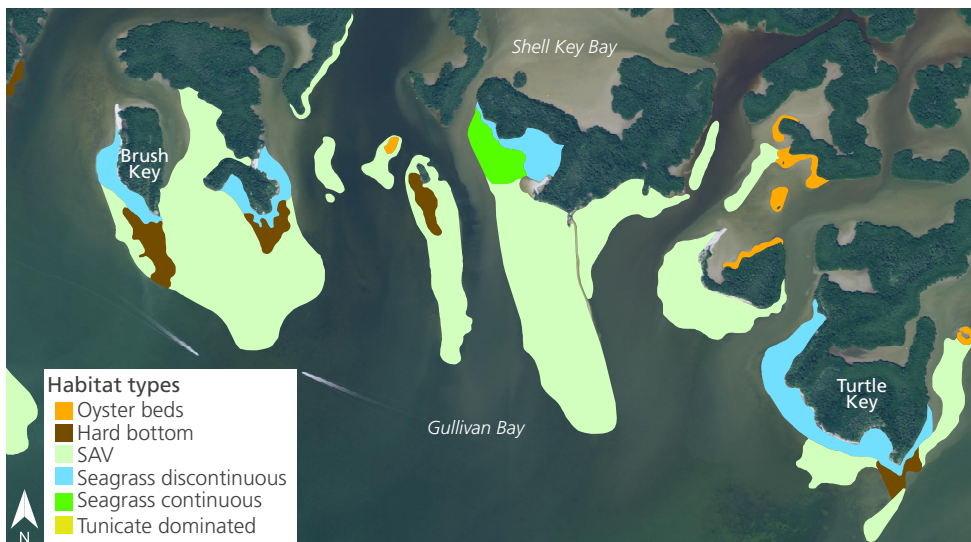 Shell Key Bay
Brush
Key
Turtle
Key
Gullivan Bay
Habitat types
Oyster beds
Hard bottom
SAV
Seagrass discontinuous
Seagrass continuous
Tunicate dominated
N